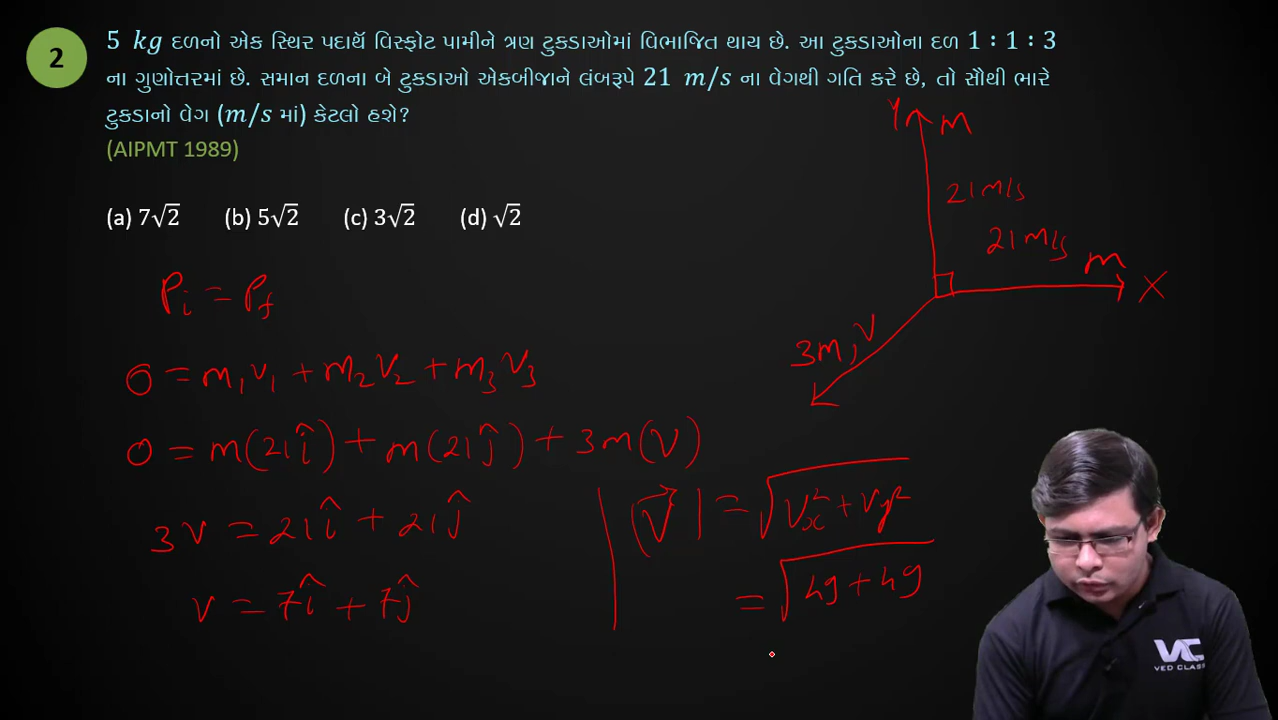 2
5 kg દળનો એક સ્થિર પદાર્થ વિસ્ફોટ પામીને ત્રણ ટુકડાઓમાં વિભાજિત થાય છે. આ ટુકડાઓના દળ 1 : 1 : 3
ના ગુણોત્તરમાં છે. સમાન દળના બે ટુકડાઓ એકબીજાને લંબરૂપે 21 m/s ના વેગથી ગતિ કરે છે, તો સૌથી ભારે
ટુકડાનો વેગ (m/s માં) કેટલો હશે?
(AIPMT 1989)
(a) 7√2 (b) 5√2 (c) 3√2 (d) √2
Y M
21 m/s
21 m/s
m X
3m, V
Pi = Pf
0 = m₁v₁ + m₂v₂ + m₃v₃
0 = m(21î) + m(21ĵ) + 3m(V)
3v = 21î + 21ĵ
v = 7î + 7ĵ
|V⃗| = √(Vx² + Vy²)
= √(49 + 49)
VC
VED CLASS